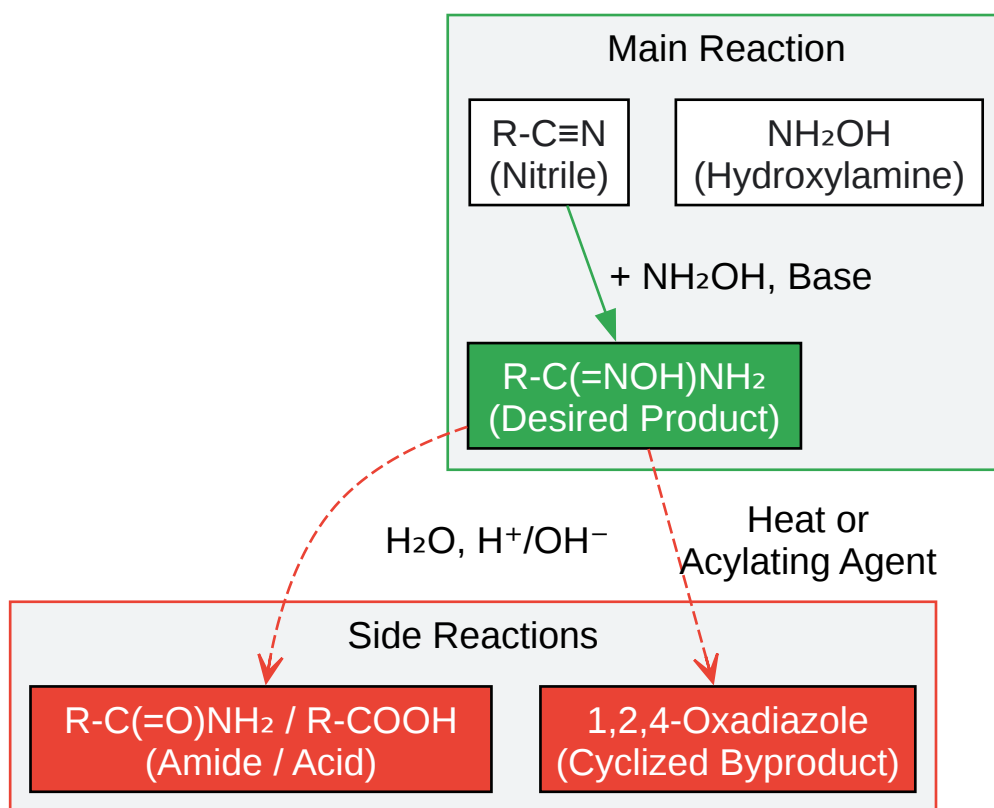 Main Reaction
R-C≡N
(Nitrile)
NH₂OH
(Hydroxylamine)
+ NH₂OH, Base
R-C(=NOH)NH₂
(Desired Product)
H₂O, H⁺/OH⁻
Heat or
Acylating Agent
Side Reactions
R-C(=O)NH₂ / R-COOH
(Amide / Acid)
1,2,4-Oxadiazole
(Cyclized Byproduct)